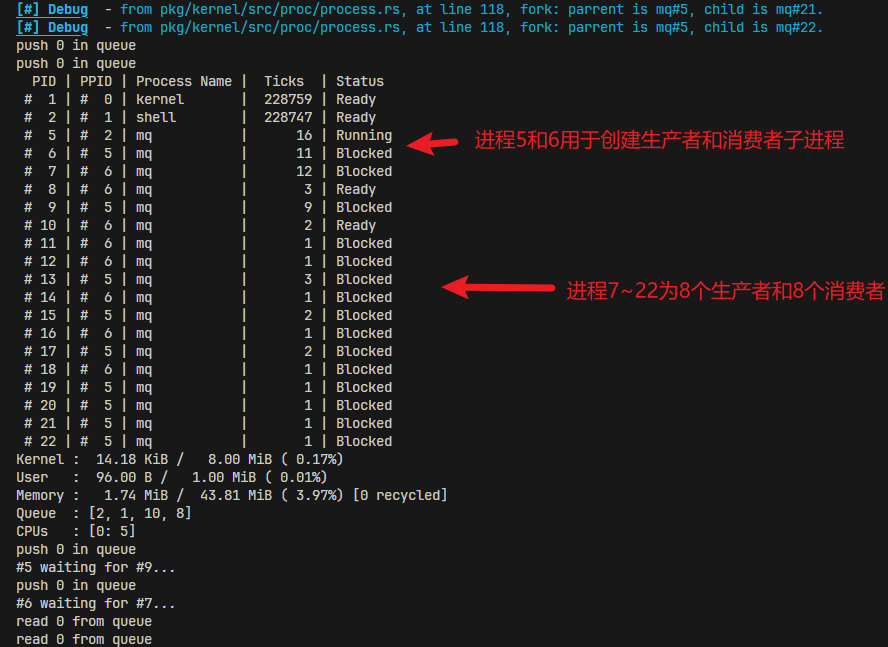 [#] Debug  - from pkg/kernel/src/proc/process.rs, at line 118, fork: parrent is mq#5, child is mq#21.
[#] Debug  - from pkg/kernel/src/proc/process.rs, at line 118, fork: parrent is mq#5, child is mq#22.
push 0 in queue
push 0 in queue
  PID | PPID | Process Name |  Ticks  | Status
 #  1 | #  0 | kernel       |  228759 | Ready
 #  2 | #  1 | shell        |  228747 | Ready
 #  5 | #  2 | mq           |      16 | Running
进程5和6用于创建生产者和消费者子进程
 #  6 | #  5 | mq           |      11 | Blocked
 #  7 | #  6 | mq           |      12 | Blocked
 #  8 | #  6 | mq           |       3 | Ready
 #  9 | #  5 | mq           |       9 | Blocked
 # 10 | #  6 | mq           |       2 | Ready
 # 11 | #  6 | mq           |       1 | Blocked
 # 12 | #  6 | mq           |       1 | Blocked
 # 13 | #  5 | mq           |       3 | Blocked
进程7~22为8个生产者和8个消费者
 # 14 | #  6 | mq           |       1 | Blocked
 # 15 | #  5 | mq           |       2 | Blocked
 # 16 | #  6 | mq           |       1 | Blocked
 # 17 | #  5 | mq           |       2 | Blocked
 # 18 | #  6 | mq           |       1 | Blocked
 # 19 | #  5 | mq           |       1 | Blocked
 # 20 | #  5 | mq           |       1 | Blocked
 # 21 | #  5 | mq           |       1 | Blocked
 # 22 | #  5 | mq           |       1 | Blocked
Kernel :  14.18 KiB /   8.00 MiB ( 0.17%)
User   :  96.00 B /   1.00 MiB ( 0.01%)
Memory :   1.74 MiB /  43.81 MiB ( 3.97%) [0 recycled]
Queue  : [2, 1, 10, 8]
CPUs   : [0: 5]
push 0 in queue
#5 waiting for #9...
push 0 in queue
#6 waiting for #7...
read 0 from queue
read 0 from queue